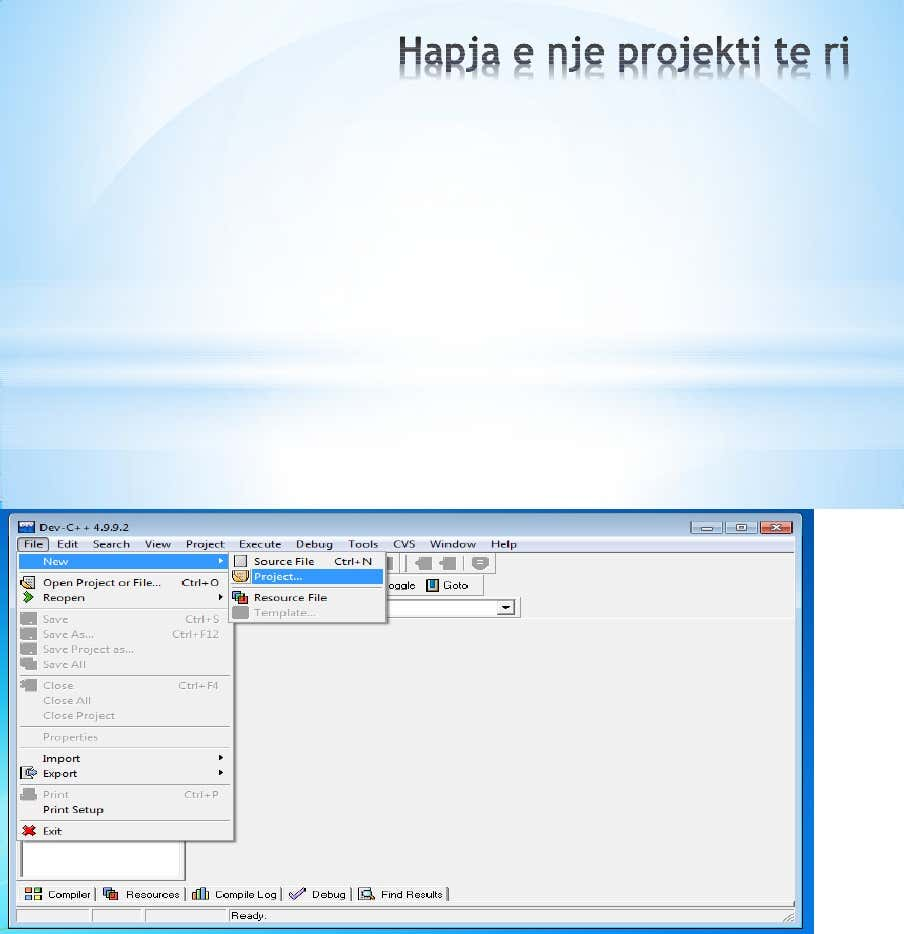 Hapja e nje projekti te ri
Dev-C++ 4.9.9.2
File Edit Search View Project Execute Debug Tools CVS Window Help
New
Source File Ctrl+N
Project...
Resource File
Template...
oggle Goto
Open Project or File... Ctrl+O
Reopen
Save Ctrl+S
Save As... Ctrl+F12
Save Project as...
Save All
Close Ctrl+F4
Close All
Close Project
Properties
Import
Export
Print Ctrl+P
Print Setup
Exit
Compiler Resources Compile Log Debug Find Results
Ready.